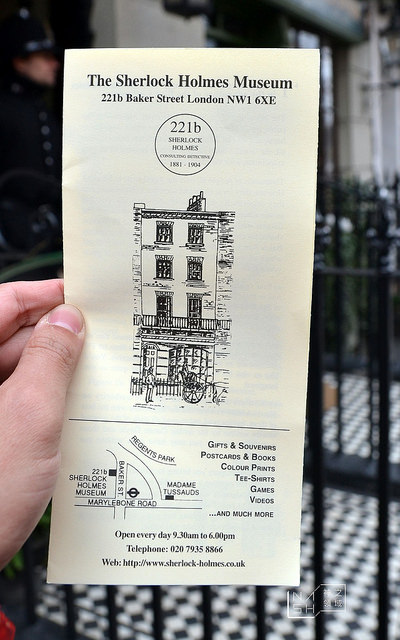 The Sherlock Holmes Museum
221b Baker Street London NW1 6XE
221b
SHERLOCK
HOLMES
CONSULTING DETECTIVE
1881 - 1904
REGENTS PARK
221b
SHERLOCK
HOLMES
MUSEUM
BAKER ST.
MADAME
TUSSAUDS
MARYLEBONE ROAD
GIFTS & SOUVENIRS
POSTCARDS & BOOKS
COLOUR PRINTS
TEE-SHIRTS
GAMES
VIDEOS
...AND MUCH MORE
Open every day 9.30am to 6.00pm
Telephone: 020 7935 8866
Web: http://www.sherlock-holmes.co.uk